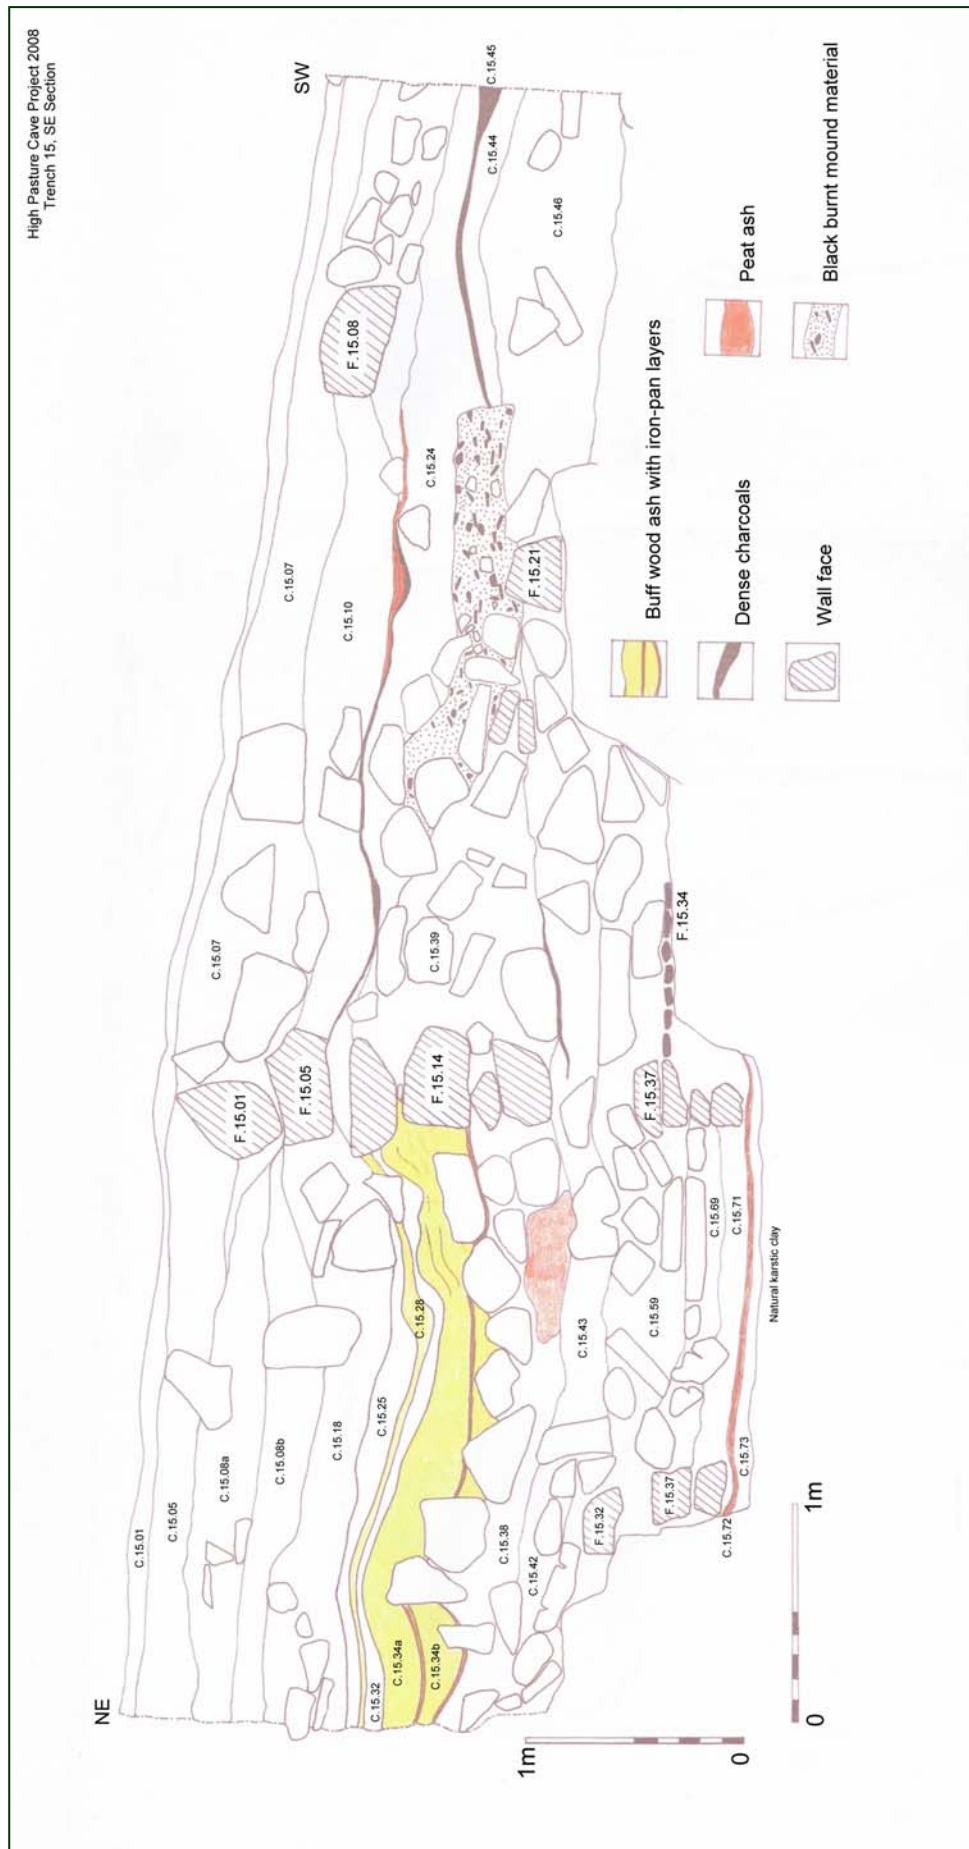 High Pasture Cave Project 2008
Trench 15, SE Section
NE
SW
C.15.01
C.15.05
C.15.08a
C.15.08b
C.15.18
C.15.25
C.15.28
C.15.32
C.15.34a
C.15.34b
C.15.38
C.15.42
C.15.43
F.15.32
F.15.37
C.15.72
C.15.73
C.15.59
C.15.69
C.15.71
Natural karstic clay
F.15.01
F.15.05
F.15.14
F.15.37
F.15.34
C.15.07
C.15.39
C.15.07
C.15.10
C.15.24
F.15.21
F.15.08
C.15.44
C.15.45
C.15.46
Buff wood ash with iron-pan layers
Peat ash
Dense charcoals
Black burnt mound material
Wall face
1m
0
0
1m